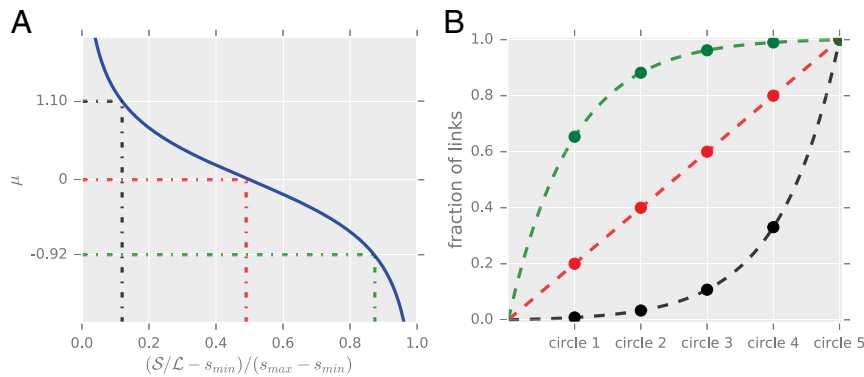 A
1.10
0
-0.92
μ
0.0 0.2 0.4 0.6 0.8 1.0
(S/L − s_min)/(s_max − s_min)
B
1.0
0.8
0.6
0.4
0.2
0.0
fraction of links
circle 1 circle 2 circle 3 circle 4 circle 5